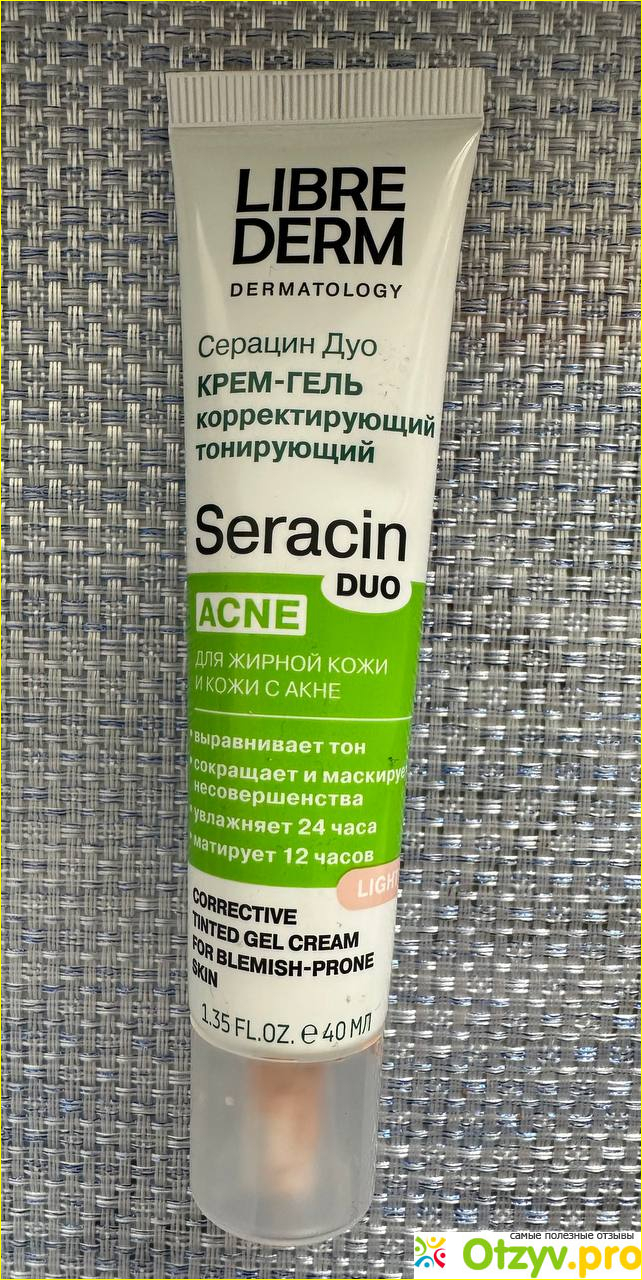 LIBRE
DERM
DERMATOLOGY
Серацин Дуо
КРЕМ-ГЕЛЬ
корректирующий
тонирующий
Seracin
DUO
ACNE
ДЛЯ ЖИРНОЙ КОЖИ
И КОЖИ С АКНЕ
•выравнивает тон
•сокращает и маскирует
несовершенства
•увлажняет 24 часа
•матирует 12 часов
LIGHT
CORRECTIVE
TINTED GEL CREAM
FOR BLEMISH-PRONE
SKIN
1.35 FL.OZ. ℮ 40 МЛ
самые полезные отзывы
Otzyv.pro